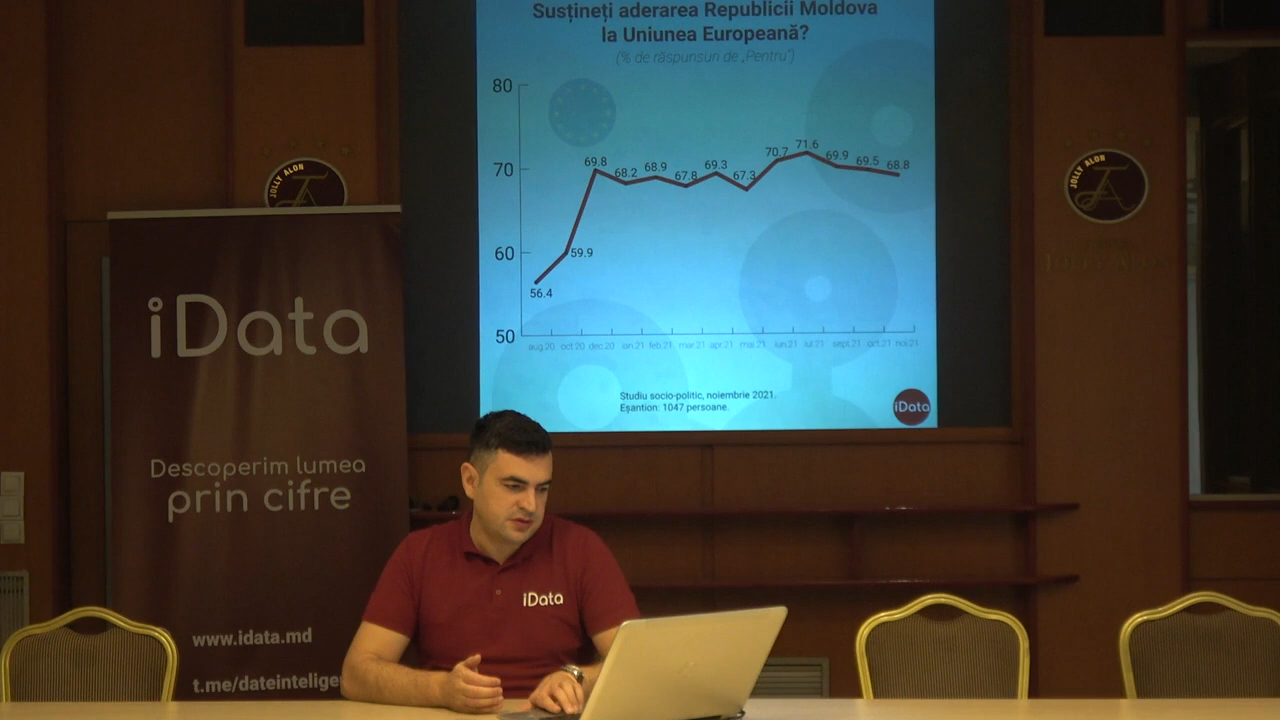 Susțineți aderarea Republicii Moldova
la Uniunea Europeană?
(% de răspunsuri de „Pentru")
80
70
60
50
56.4
59.9
69.8
68.2
68.9
67.8
69.3
67.3
70.7
71.6
69.9
69.5
68.8
aug.20 oct.20 dec.20 ian.21 feb.21 mar.21 apr.21 mai.21 iun.21 iul.21 sept.21 oct.21 noi.21
Studiu socio-politic, noiembrie 2021.
Eșantion: 1047 persoane.
iData
JOLLY ALON
JOLLY ALON
JOLLY ALON
iData
Descoperim lumea
prin cifre
www.idata.md
t.me/dateintelige
iData